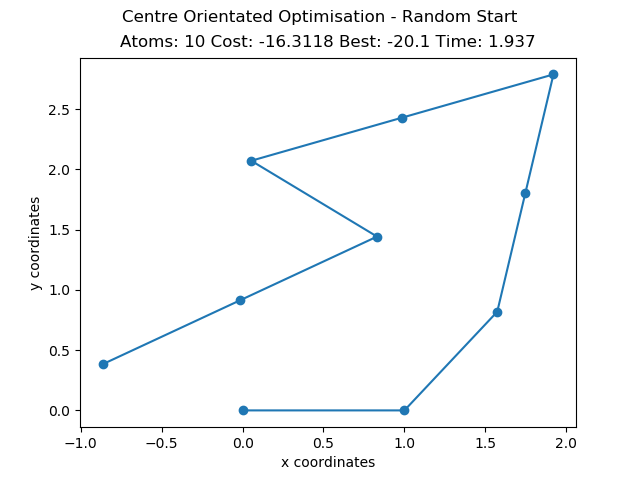 Centre Orientated Optimisation - Random Start
Atoms: 10 Cost: -16.3118 Best: -20.1 Time: 1.937
2.5
2.0
1.5
1.0
0.5
0.0
y coordinates
−1.0 −0.5 0.0 0.5 1.0 1.5 2.0
x coordinates